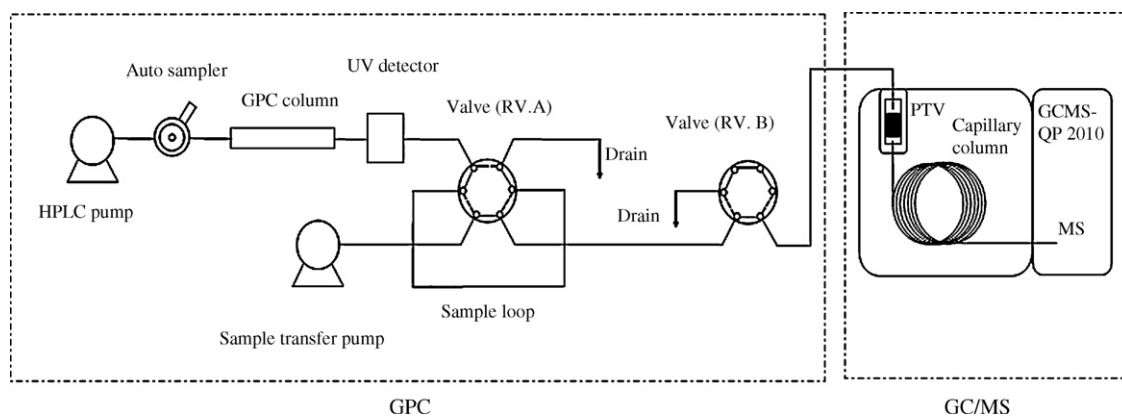 Auto sampler
UV detector
GPC column
Valve (RV.A)
Valve (RV. B)
PTV
GCMS-
QP 2010
Capillary
column
Drain
HPLC pump
Drain
MS
Sample loop
Sample transfer pump
GPC
GC/MS